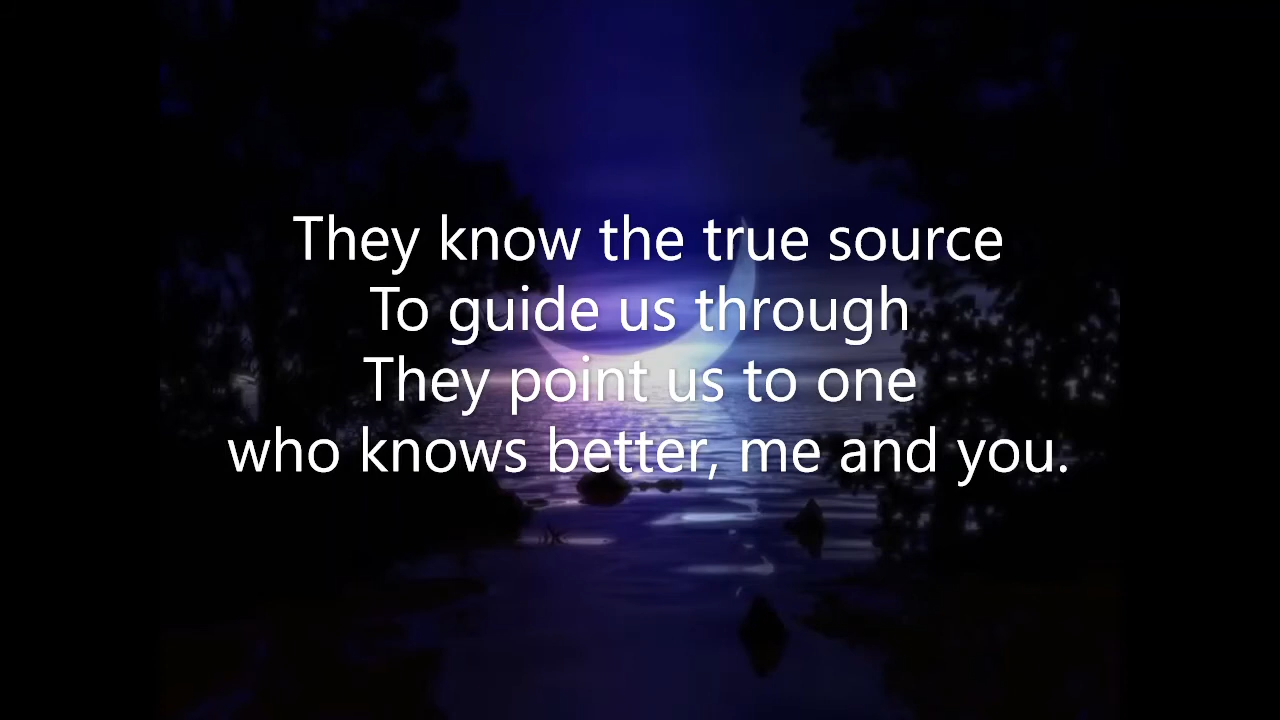 They know the true source
To guide us through
They point us to one
who knows better, me and you.